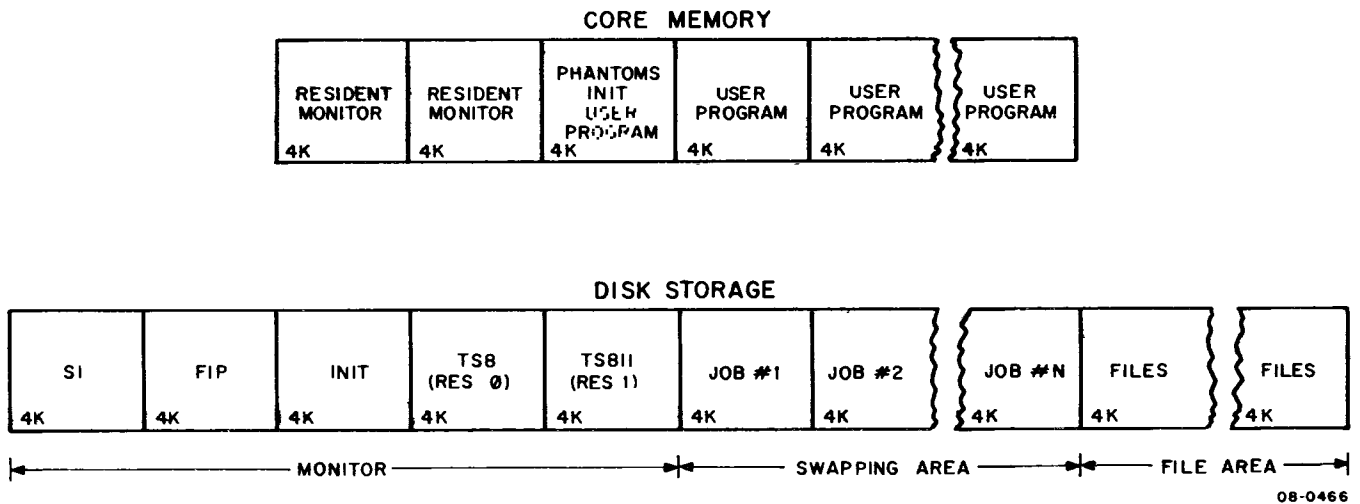 CORE MEMORY
RESIDENT
MONITOR
4K
RESIDENT
MONITOR
4K
PHANTOMS
INIT
USER
PROGRAM
4K
USER
PROGRAM
4K
USER
PROGRAM
4K
USER
PROGRAM
4K
DISK STORAGE
SI
4K
FIP
4K
INIT
4K
TS8
(RES Ø)
4K
TS8II
(RES 1)
4K
JOB #1
4K
JOB #2
4K
JOB #N
4K
FILES
4K
FILES
4K
MONITOR
SWAPPING AREA
FILE AREA
08-0466